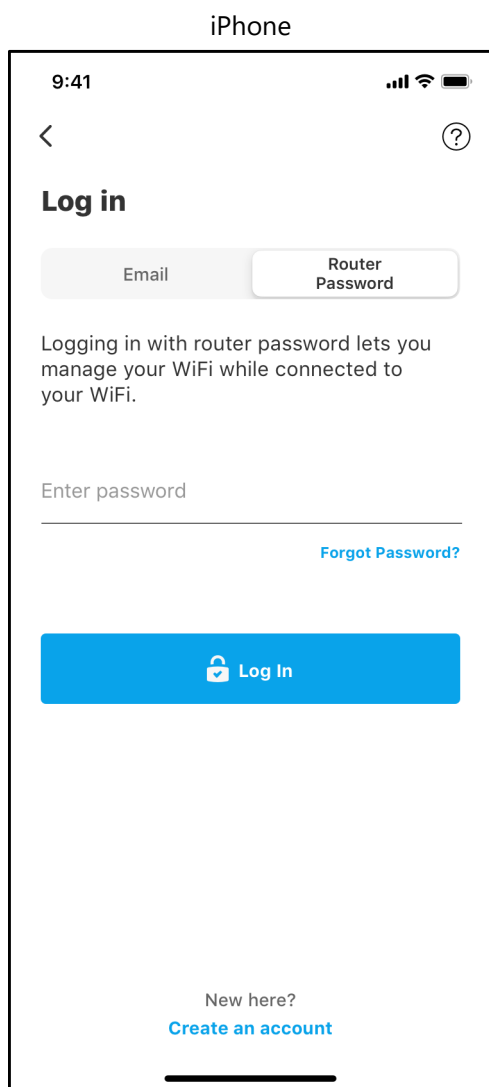 iPhone
9:41
?
Log in
Email
Router
Password
Logging in with router password lets you
manage your WiFi while connected to
your WiFi.
Enter password
Forgot Password?
Log In
New here?
Create an account